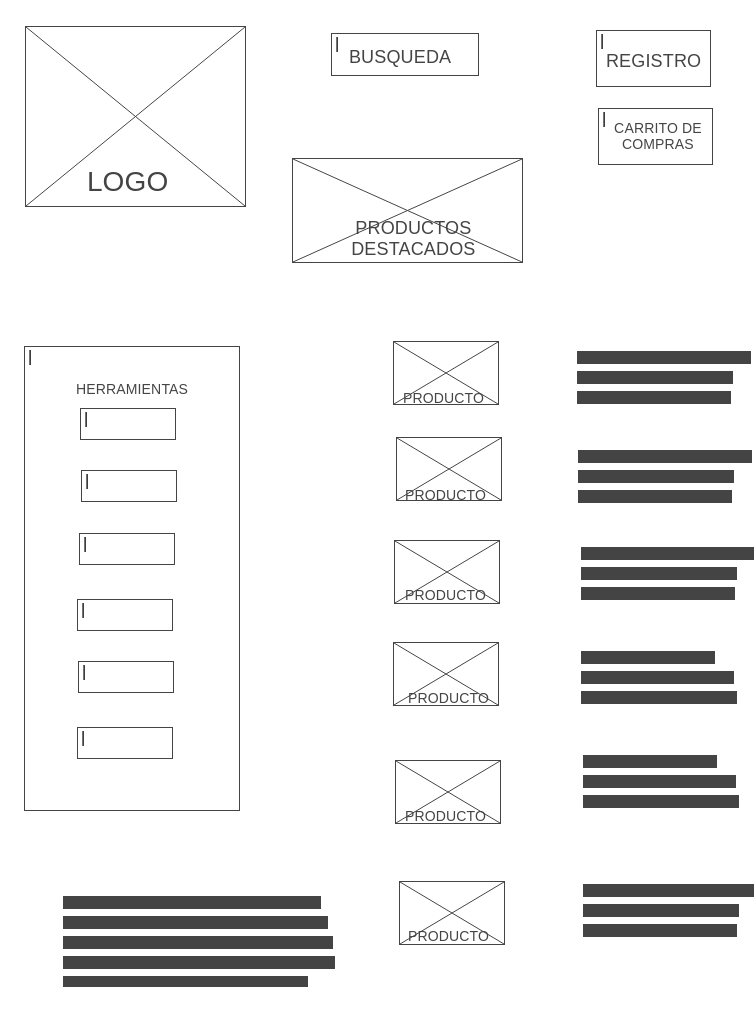 BUSQUEDA
REGISTRO
CARRITO DE
COMPRAS
LOGO
PRODUCTOS
DESTACADOS
HERRAMIENTAS
PRODUCTO
PRODUCTO
PRODUCTO
PRODUCTO
PRODUCTO
PRODUCTO